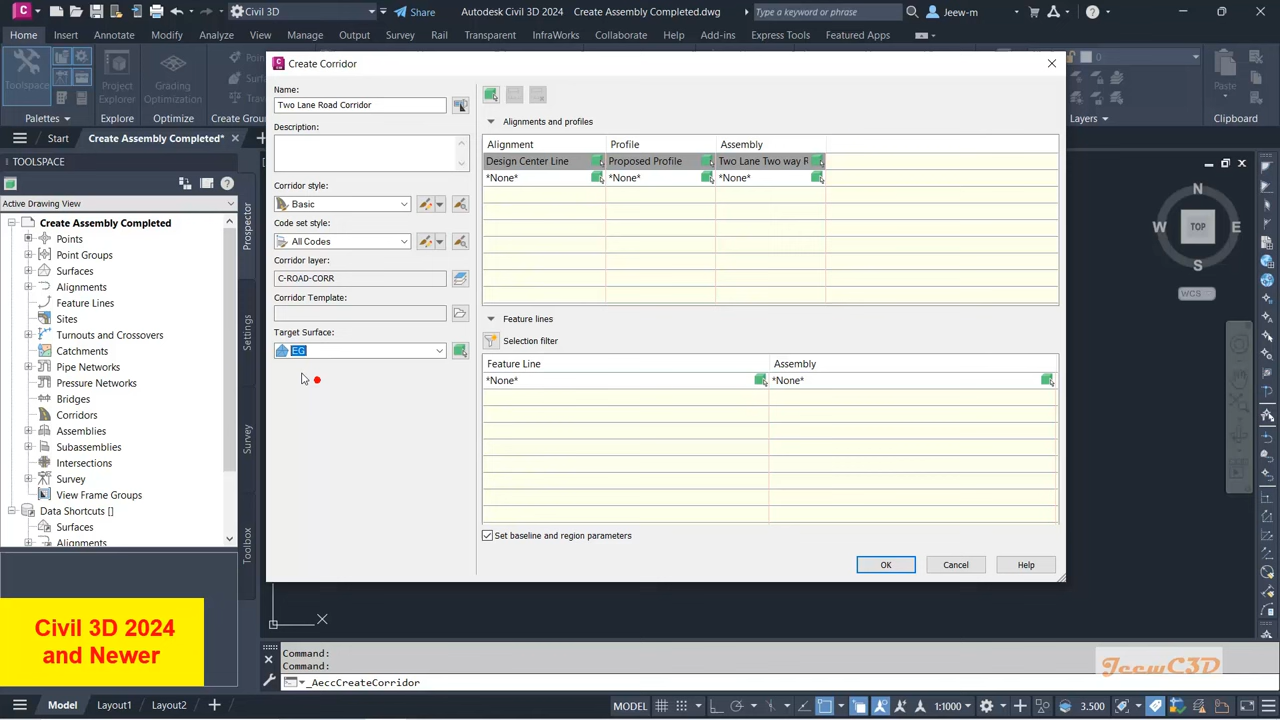 Civil 3D
Share
Autodesk Civil 3D 2024
Create Assembly Completed.dwg
Type a keyword or phrase
Jeew-m
Home
Insert
Annotate
Modify
Analyze
View
Manage
Output
Survey
Rail
Transparent
InfraWorks
Collaborate
Help
Add-ins
Express Tools
Featured Apps
Toolspace
Project
Explorer
Grading
Optimization
Paste
Palettes
Explore
Optimize
Create Grou
Layers
Clipboard
Start
Create Assembly Completed*
TOOLSPACE
Active Drawing View
Create Assembly Completed
Points
Point Groups
Surfaces
Alignments
Feature Lines
Sites
Turnouts and Crossovers
Catchments
Pipe Networks
Pressure Networks
Bridges
Corridors
Assemblies
Subassemblies
Intersections
Survey
View Frame Groups
Data Shortcuts []
Surfaces
Alignments
Prospector
Settings
Survey
Toolbox
Create Corridor
Name:
Two Lane Road Corridor
Description:
Corridor style:
Basic
Code set style:
All Codes
Corridor layer:
C-ROAD-CORR
Corridor Template:
Target Surface:
EG
Alignments and profiles
Alignment Profile Assembly
Design Center Line Proposed Profile Two Lane Two way R
*None* *None* *None*
Feature lines
Selection filter
Feature Line Assembly
*None* *None*
Set baseline and region parameters
OK Cancel Help
N
W TOP E
S
WCS
X
Civil 3D 2024
and Newer
Command:
Command:
_AeccCreateCorridor
JeewC3D
Model Layout1 Layout2
MODEL
1:1000
3.500